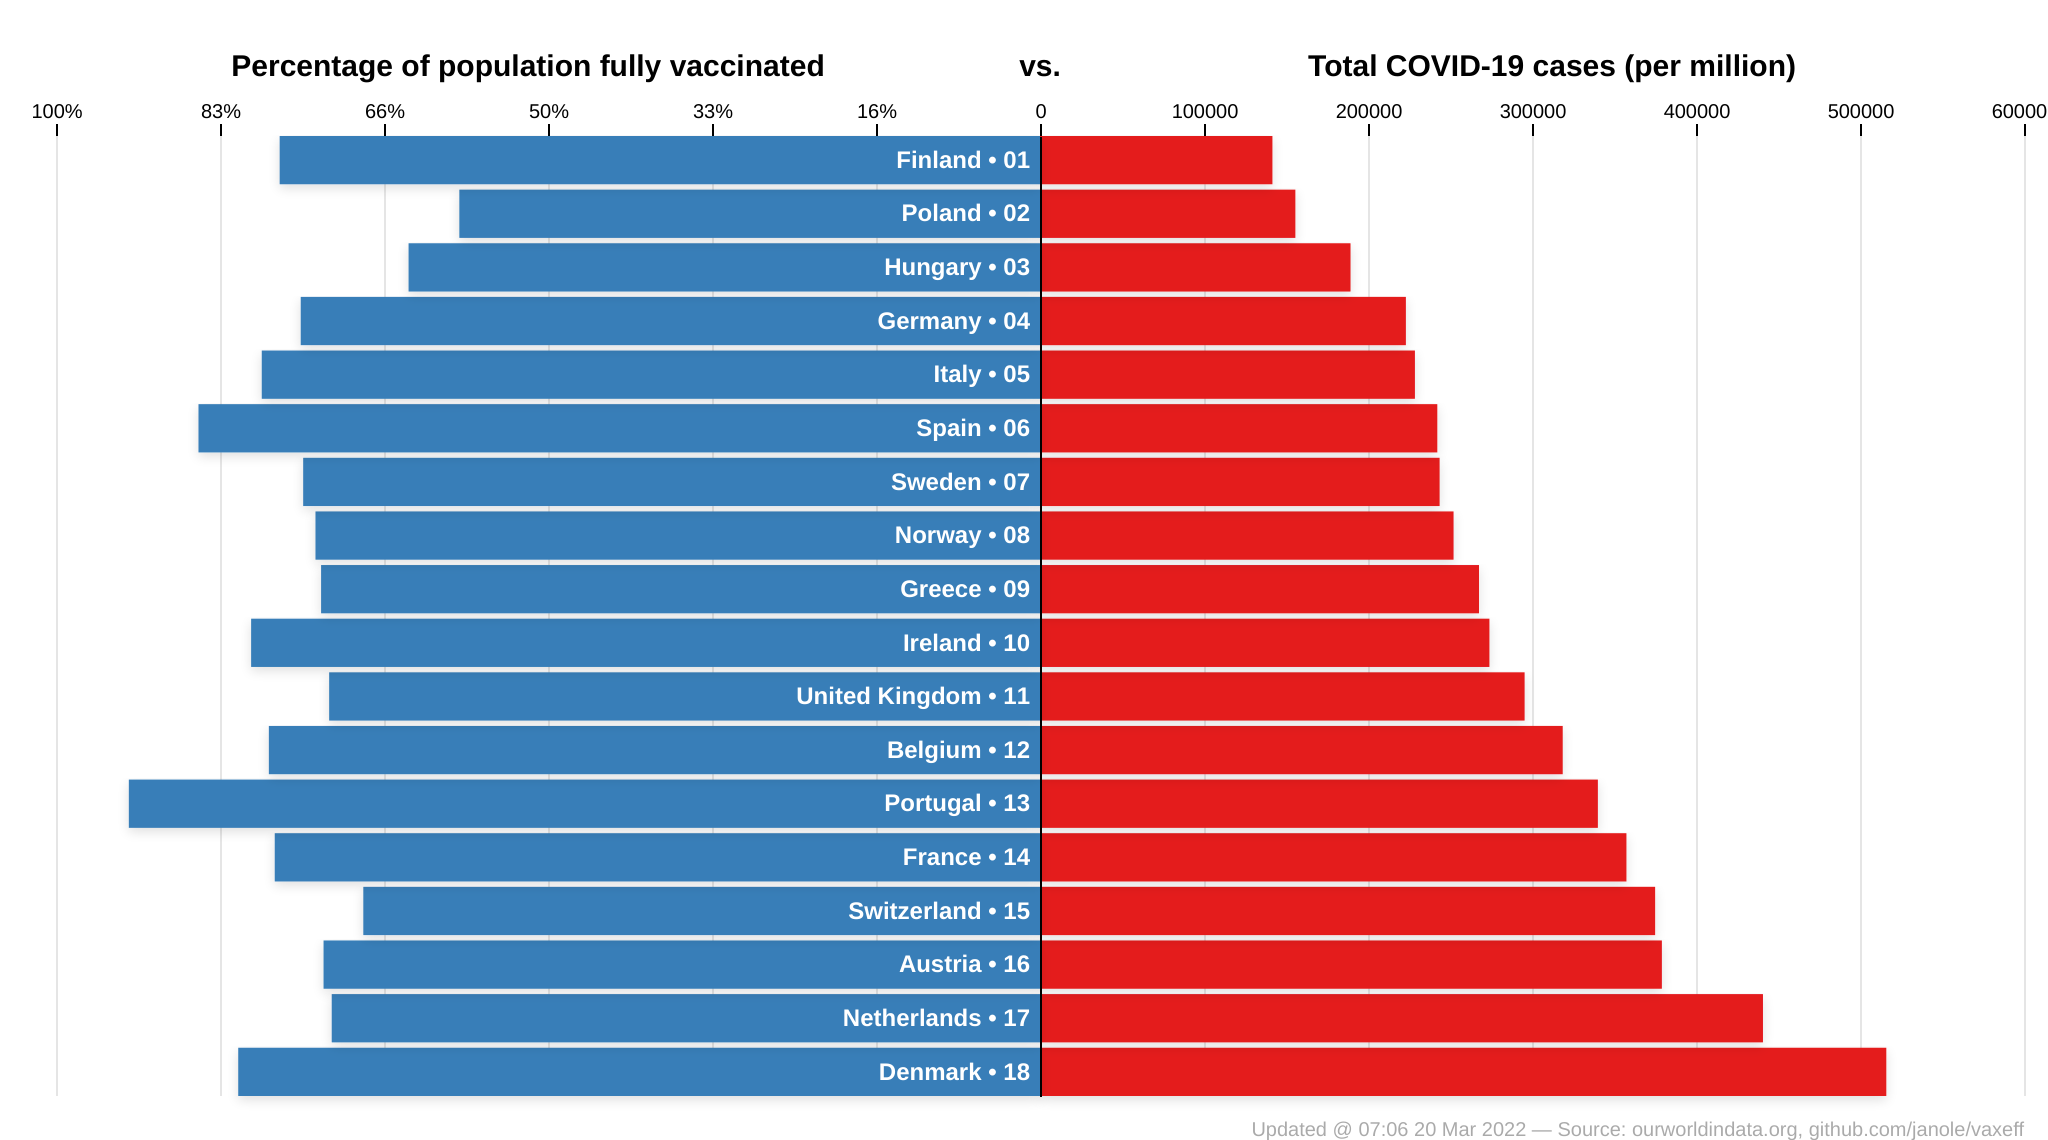 Percentage of population fully vaccinated vs. Total COVID-19 cases (per million)
100% 83% 66% 50% 33% 16% 0 100000 200000 300000 400000 500000 60000
Finland • 01
Poland • 02
Hungary • 03
Germany • 04
Italy • 05
Spain • 06
Sweden • 07
Norway • 08
Greece • 09
Ireland • 10
United Kingdom • 11
Belgium • 12
Portugal • 13
France • 14
Switzerland • 15
Austria • 16
Netherlands • 17
Denmark • 18
Updated @ 07:06 20 Mar 2022 — Source: ourworldindata.org, github.com/janole/vaxeff